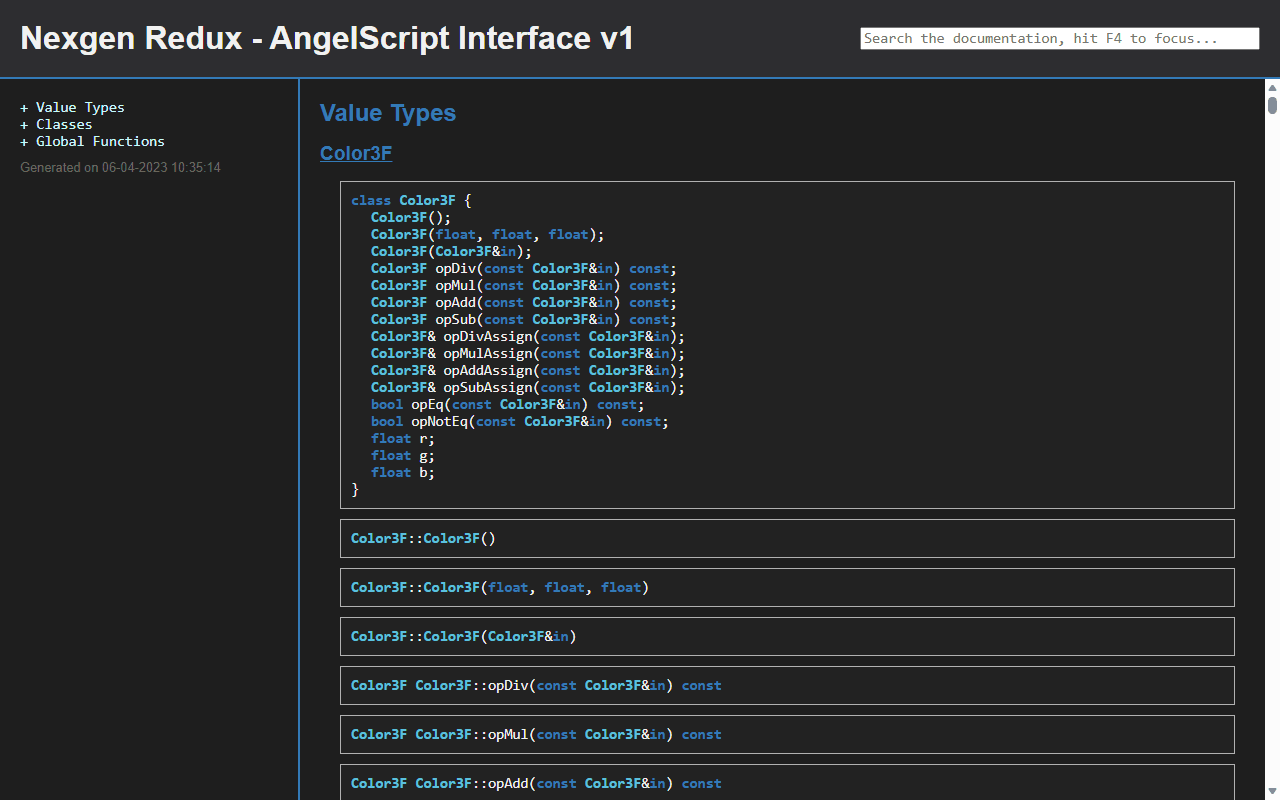 Nexgen Redux - AngelScript Interface v1
Search the documentation, hit F4 to focus...
+ Value Types
+ Classes
+ Global Functions
Generated on 06-04-2023 10:35:14
Value Types
Color3F
class Color3F {
Color3F();
Color3F(float, float, float);
Color3F(Color3F&in);
Color3F opDiv(const Color3F&in) const;
Color3F opMul(const Color3F&in) const;
Color3F opAdd(const Color3F&in) const;
Color3F opSub(const Color3F&in) const;
Color3F& opDivAssign(const Color3F&in);
Color3F& opMulAssign(const Color3F&in);
Color3F& opAddAssign(const Color3F&in);
Color3F& opSubAssign(const Color3F&in);
bool opEq(const Color3F&in) const;
bool opNotEq(const Color3F&in) const;
float r;
float g;
float b;
}
Color3F::Color3F()
Color3F::Color3F(float, float, float)
Color3F::Color3F(Color3F&in)
Color3F Color3F::opDiv(const Color3F&in) const
Color3F Color3F::opMul(const Color3F&in) const
Color3F Color3F::opAdd(const Color3F&in) const